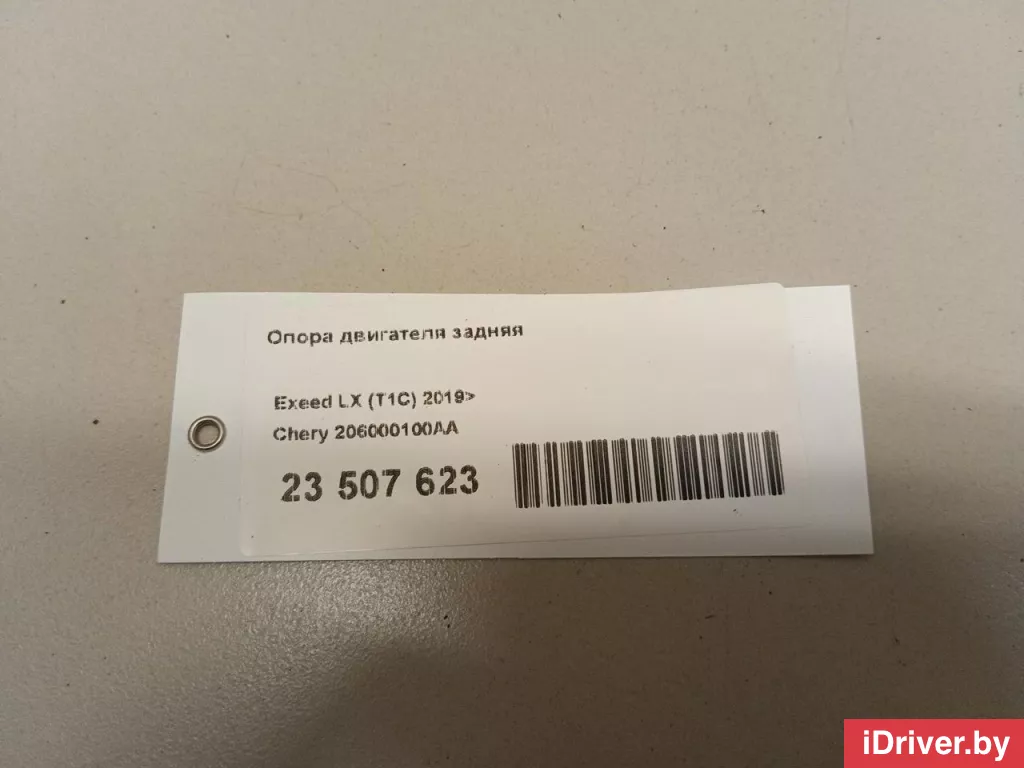 Опора двигателя задняя
Exeed LX (T1C) 2019>
Chery 206000100AA
23 507 623
iDriver.by